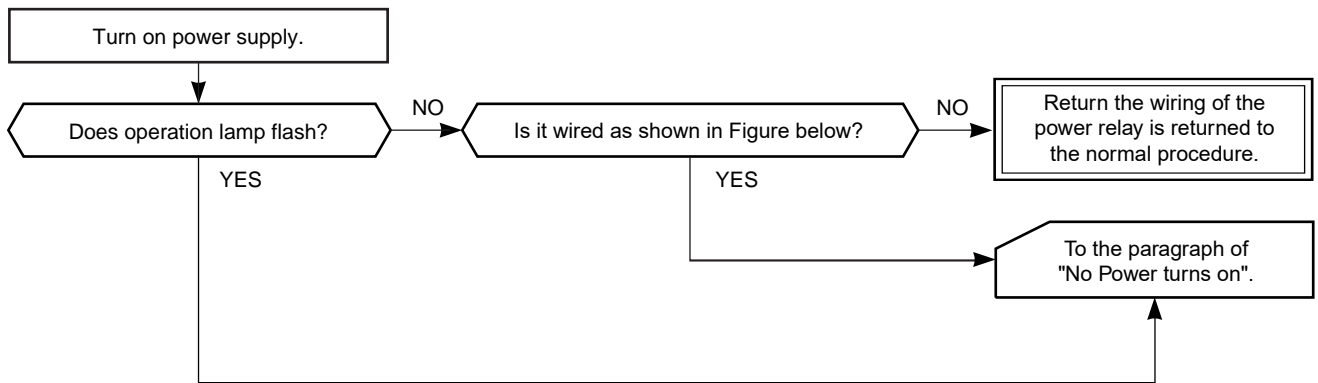 Turn on power supply.
Does operation lamp flash?
NO
Is it wired as shown in Figure below?
NO
Return the wiring of the
power relay is returned to
the normal procedure.
YES
YES
To the paragraph of
"No Power turns on".